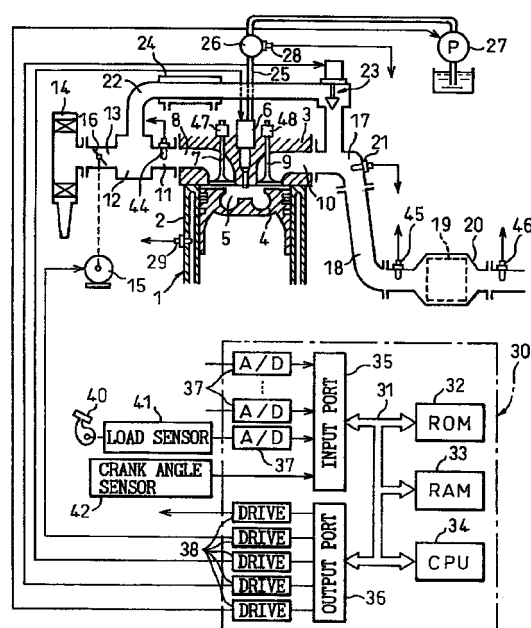 24
26
28
P
27
25
22
23
14
16
13
47
6
48
3
17
8
21
7
9
44
11
12
10
2
45
19
20
46
29
5
4
18
15
1
30
A/D
35
37
31
32
A/D
INPUT PORT
ROM
40
41
LOAD SENSOR
A/D
33
37
CRANK ANGLE SENSOR
RAM
42
DRIVE
34
DRIVE
38
DRIVE
OUTPUT PORT
CPU
DRIVE
36
DRIVE